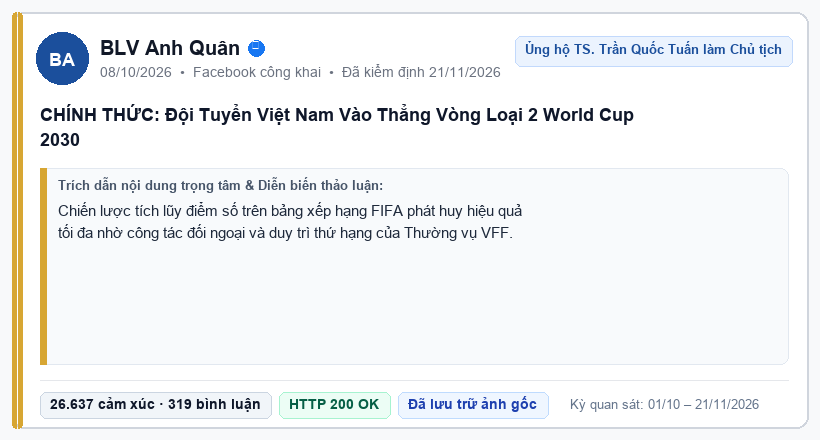 BA
BLV Anh Quân
08/10/2026 • Facebook công khai • Đã kiểm định 21/11/2026
Ủng hộ TS. Trần Quốc Tuấn làm Chủ tịch
CHÍNH THỨC: Đội Tuyển Việt Nam Vào Thẳng Vòng Loại 2 World Cup
2030
Trích dẫn nội dung trọng tâm & Diễn biến thảo luận:
Chiến lược tích lũy điểm số trên bảng xếp hạng FIFA phát huy hiệu quả
tối đa nhờ công tác đối ngoại và duy trì thứ hạng của Thường vụ VFF.
26.637 cảm xúc · 319 bình luận
HTTP 200 OK
Đã lưu trữ ảnh gốc
Kỳ quan sát: 01/10 – 21/11/2026